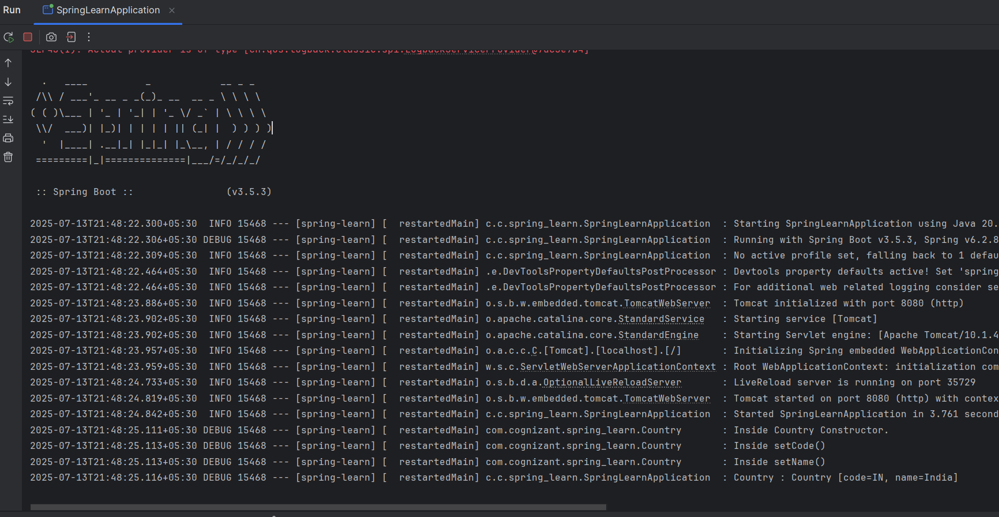 Run SpringLearnApplication
SLF4J(I): Actual provider is of type [ch.qos.logback.classic.spi.LogbackServiceProvider@7dc3e7b4]
  .   ____          _            __ _ _
 /\\ / ___'_ __ _ _(_)_ __  __ _ \ \ \ \
( ( )\___ | '_ | '_| | '_ \/ _` | \ \ \ \
 \\/  ___)| |_)| | | | | || (_| |  ) ) ) )
  '  |____| .__|_| |_|_| |_\__, | / / / /
 =========|_|==============|___/=/_/_/_/
 :: Spring Boot ::                (v3.5.3)
2025-07-13T21:48:22.300+05:30  INFO 15468 --- [spring-learn] [  restartedMain] c.c.spring_learn.SpringLearnApplication  : Starting SpringLearnApplication using Java 20.
2025-07-13T21:48:22.306+05:30 DEBUG 15468 --- [spring-learn] [  restartedMain] c.c.spring_learn.SpringLearnApplication  : Running with Spring Boot v3.5.3, Spring v6.2.8
2025-07-13T21:48:22.309+05:30  INFO 15468 --- [spring-learn] [  restartedMain] c.c.spring_learn.SpringLearnApplication  : No active profile set, falling back to 1 defau
2025-07-13T21:48:22.464+05:30  INFO 15468 --- [spring-learn] [  restartedMain] .e.DevToolsPropertyDefaultsPostProcessor : Devtools property defaults active! Set 'spring
2025-07-13T21:48:22.464+05:30  INFO 15468 --- [spring-learn] [  restartedMain] .e.DevToolsPropertyDefaultsPostProcessor : For additional web related logging consider se
2025-07-13T21:48:23.886+05:30  INFO 15468 --- [spring-learn] [  restartedMain] o.s.b.w.embedded.tomcat.TomcatWebServer  : Tomcat initialized with port 8080 (http)
2025-07-13T21:48:23.902+05:30  INFO 15468 --- [spring-learn] [  restartedMain] o.apache.catalina.core.StandardService   : Starting service [Tomcat]
2025-07-13T21:48:23.902+05:30  INFO 15468 --- [spring-learn] [  restartedMain] o.apache.catalina.core.StandardEngine    : Starting Servlet engine: [Apache Tomcat/10.1.4
2025-07-13T21:48:23.957+05:30  INFO 15468 --- [spring-learn] [  restartedMain] o.a.c.c.C.[Tomcat].[localhost].[/]       : Initializing Spring embedded WebApplicationCon
2025-07-13T21:48:23.959+05:30  INFO 15468 --- [spring-learn] [  restartedMain] w.s.c.ServletWebServerApplicationContext : Root WebApplicationContext: initialization com
2025-07-13T21:48:24.733+05:30  INFO 15468 --- [spring-learn] [  restartedMain] o.s.b.d.a.OptionalLiveReloadServer       : LiveReload server is running on port 35729
2025-07-13T21:48:24.819+05:30  INFO 15468 --- [spring-learn] [  restartedMain] o.s.b.w.embedded.tomcat.TomcatWebServer  : Tomcat started on port 8080 (http) with contex
2025-07-13T21:48:24.842+05:30  INFO 15468 --- [spring-learn] [  restartedMain] c.c.spring_learn.SpringLearnApplication  : Started SpringLearnApplication in 3.761 second
2025-07-13T21:48:25.111+05:30 DEBUG 15468 --- [spring-learn] [  restartedMain] com.cognizant.spring_learn.Country       : Inside Country Constructor.
2025-07-13T21:48:25.113+05:30 DEBUG 15468 --- [spring-learn] [  restartedMain] com.cognizant.spring_learn.Country       : Inside setCode()
2025-07-13T21:48:25.113+05:30 DEBUG 15468 --- [spring-learn] [  restartedMain] com.cognizant.spring_learn.Country       : Inside setName()
2025-07-13T21:48:25.116+05:30 DEBUG 15468 --- [spring-learn] [  restartedMain] c.c.spring_learn.SpringLearnApplication  : Country : Country [code=IN, name=India]